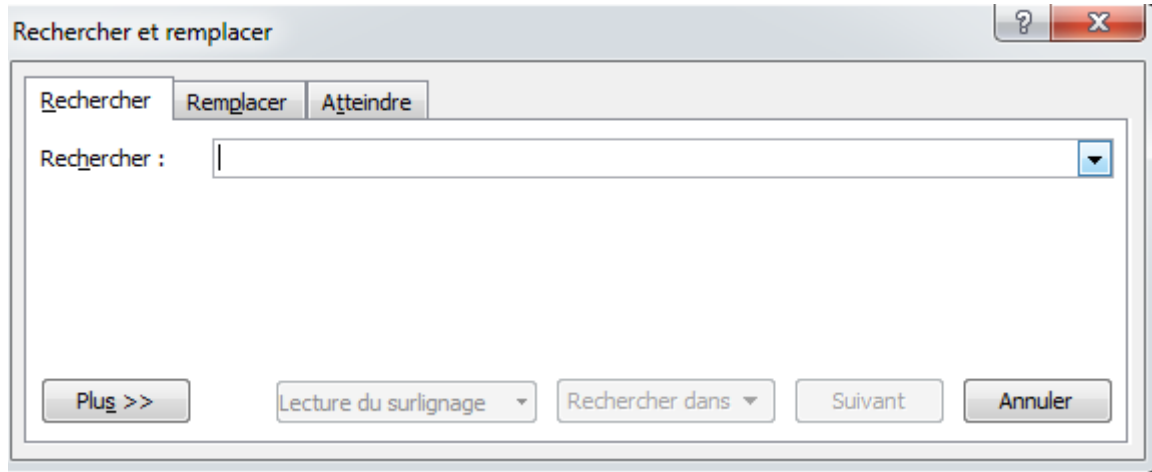 Rechercher et remplacer
Rechercher Remplacer Atteindre
Rechercher :
Plus >> Lecture du surlignage Rechercher dans Suivant Annuler